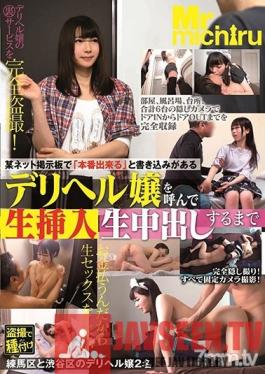 Mr.
michiru
デリヘル嬢の
裏サービスを
完全盗撮!
部屋、風呂場、台所、
合計6台の隠しカメラで
ドアINからドアOUTまでを
完全収録
某ネット掲示板で「本番出来る」と書き込みがある
デリヘル嬢を
呼んで
生挿入
生中出し
するまで
生セックスを
完全隠し撮り!
すべて固定カメラ撮影!
盗撮で
種付け
練馬区と渋谷区のデリヘル嬢2
JAVSEEN.TV